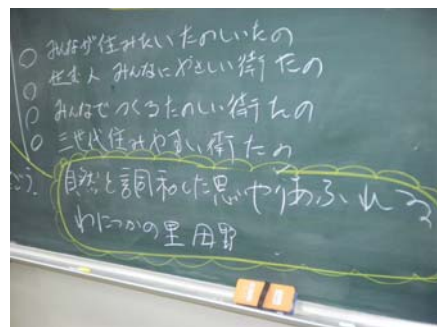 ○ みんなが住みたいたのしいたの
○ 住む人 みんなにやさしい街たの
○ みんなでつくるたのしい街たの
○ 三世代住みやすい街たの
ごう.
自然と調和した思いやりあふれる
わにつかの里田野